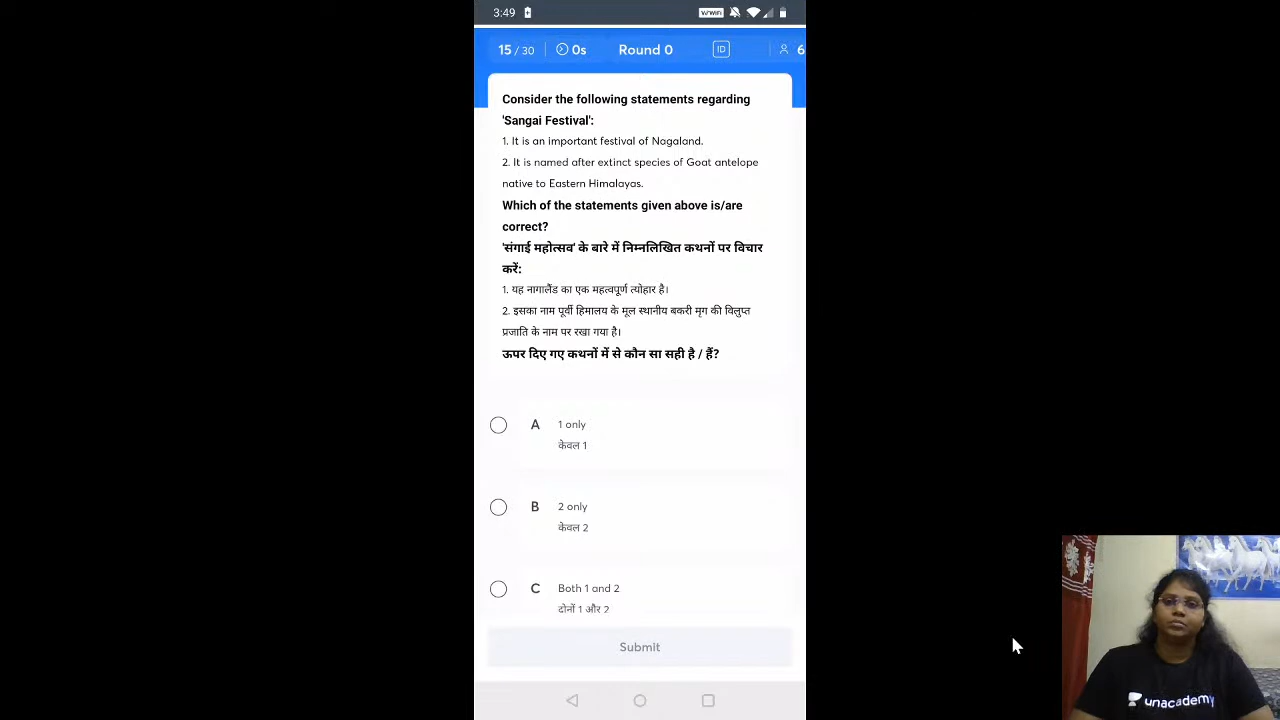 3:49
VoWiFi
15 / 30
0s
Round 0
ID
6
Consider the following statements regarding
'Sangai Festival':
1. It is an important festival of Nagaland.
2. It is named after extinct species of Goat antelope
native to Eastern Himalayas.
Which of the statements given above is/are
correct?
'संगाई महोत्सव' के बारे में निम्नलिखित कथनों पर विचार
करें:
1. यह नागालैंड का एक महत्वपूर्ण त्योहार है।
2. इसका नाम पूर्वी हिमालय के मूल स्थानीय बकरी मृग की विलुप्त
प्रजाति के नाम पर रखा गया है।
ऊपर दिए गए कथनों में से कौन सा सही है / हैं?
A 1 only
केवल 1
B 2 only
केवल 2
C Both 1 and 2
दोनों 1 और 2
Submit
unacademy